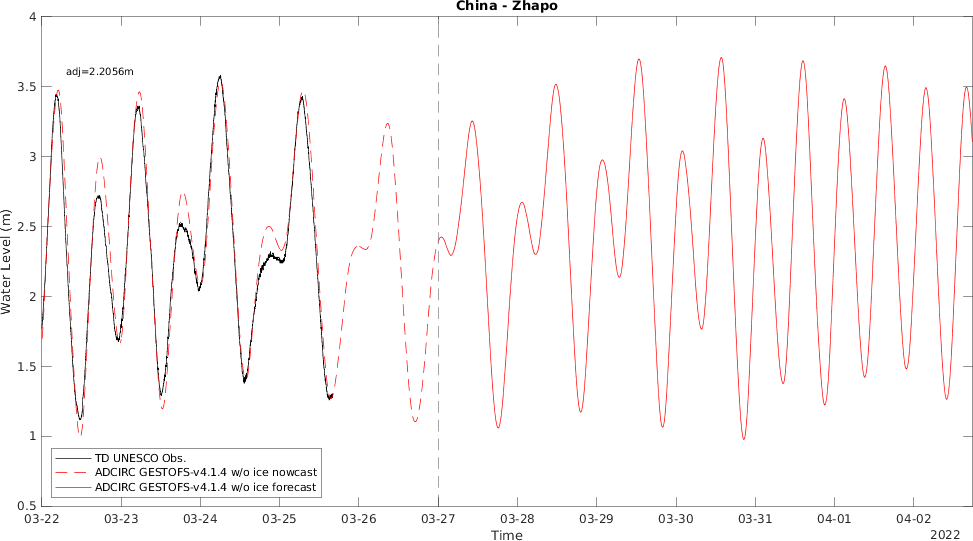 China - Zhapo
adj=2.2056m
4
3.5
3
2.5
2
1.5
1
0.5
Water Level (m)
TD UNESCO Obs.
ADCIRC GESTOFS-v4.1.4 w/o ice nowcast
ADCIRC GESTOFS-v4.1.4 w/o ice forecast
03-22 03-23 03-24 03-25 03-26 03-27 03-28 03-29 03-30 03-31 04-01 04-02
Time
2022